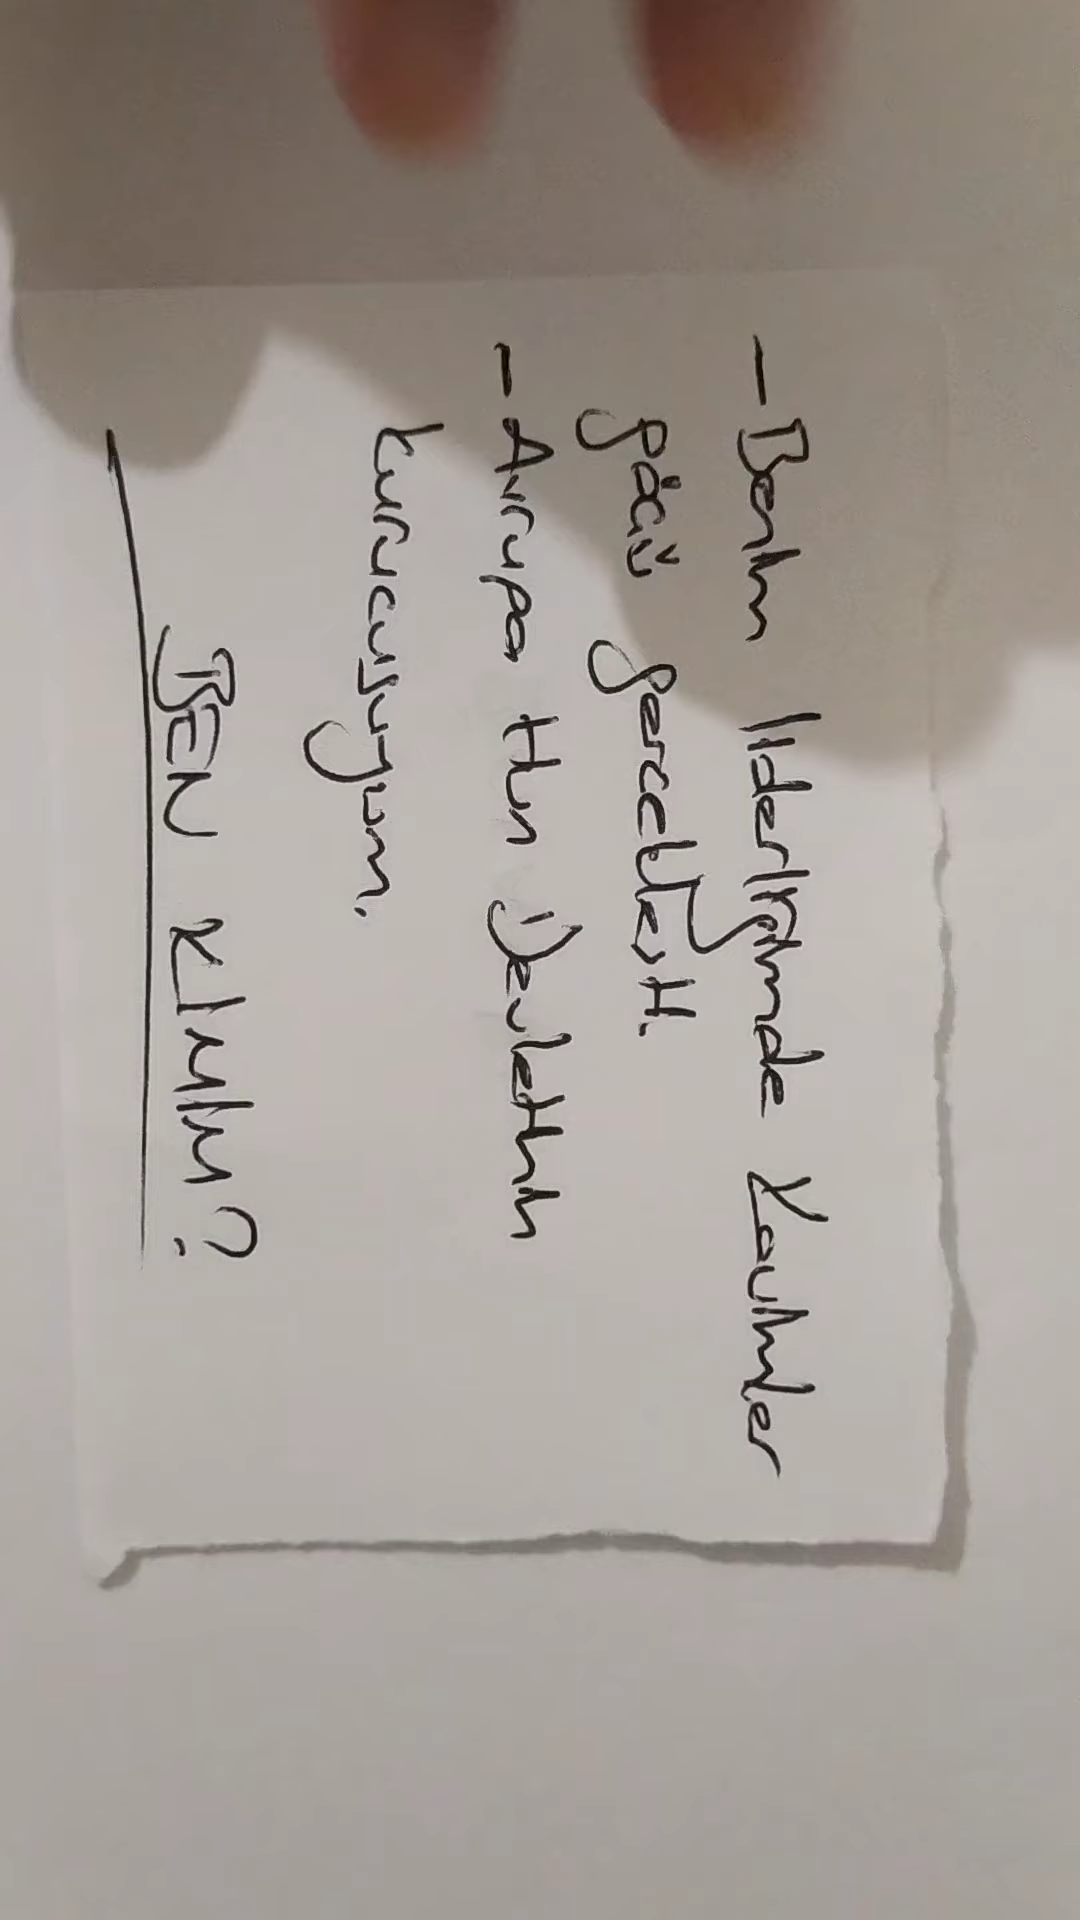 - Benim liderliğimde Kavimler
göçü gerçekleşti.
- Avrupa Hun Devletinin
kurucusuyum.
BEN KİMİM?